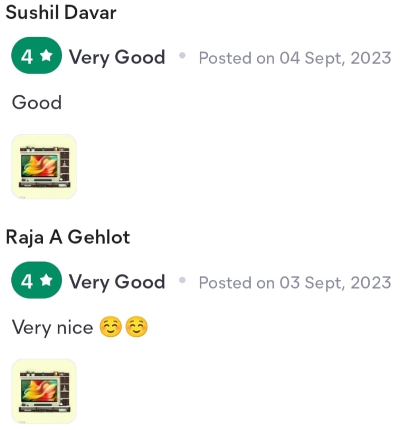 Sushil Davar
4 ★ Very Good • Posted on 04 Sept, 2023
Good
Raja A Gehlot
4 ★ Very Good • Posted on 03 Sept, 2023
Very nice ☺️☺️